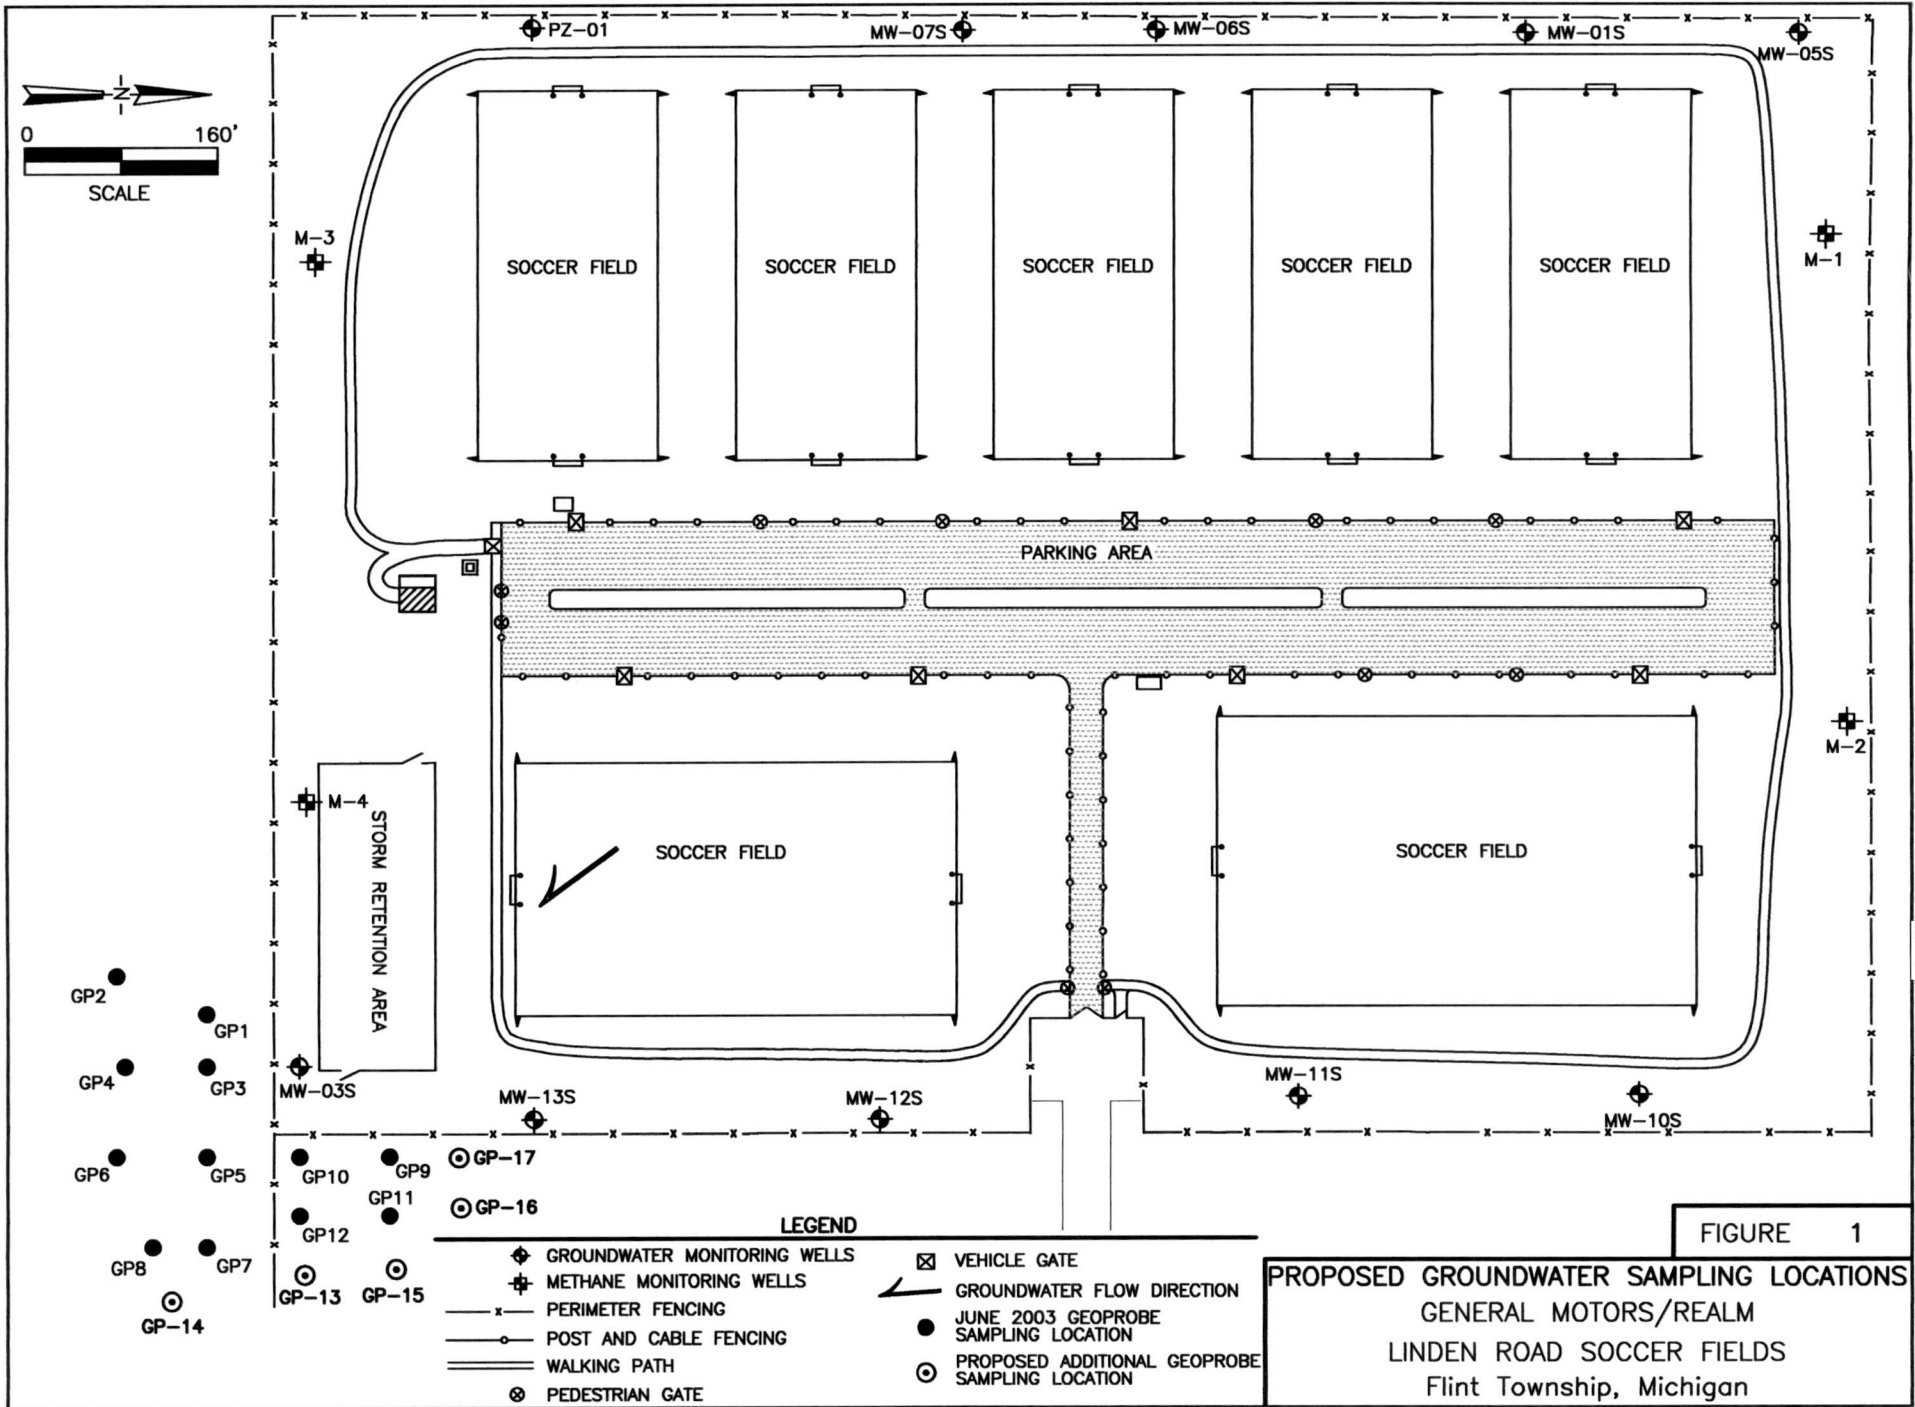 PZ-01
MW-07S
MW-06S
MW-01S
MW-05S
N
0 160'
SCALE
M-3
M-1
SOCCER FIELD
SOCCER FIELD
SOCCER FIELD
SOCCER FIELD
SOCCER FIELD
PARKING AREA
M-2
M-4
STORM RETENTION AREA
SOCCER FIELD
SOCCER FIELD
GP2
GP1
GP4
GP3
MW-03S
MW-13S
MW-12S
MW-11S
MW-10S
GP6
GP5
GP10
GP9
GP-17
GP11
GP-16
GP12
GP8
GP7
GP-13
GP-15
GP-14
LEGEND
GROUNDWATER MONITORING WELLS
METHANE MONITORING WELLS
PERIMETER FENCING
POST AND CABLE FENCING
WALKING PATH
PEDESTRIAN GATE
VEHICLE GATE
GROUNDWATER FLOW DIRECTION
JUNE 2003 GEOPROBE
SAMPLING LOCATION
PROPOSED ADDITIONAL GEOPROBE
SAMPLING LOCATION
FIGURE 1
PROPOSED GROUNDWATER SAMPLING LOCATIONS
GENERAL MOTORS/REALM
LINDEN ROAD SOCCER FIELDS
Flint Township, Michigan